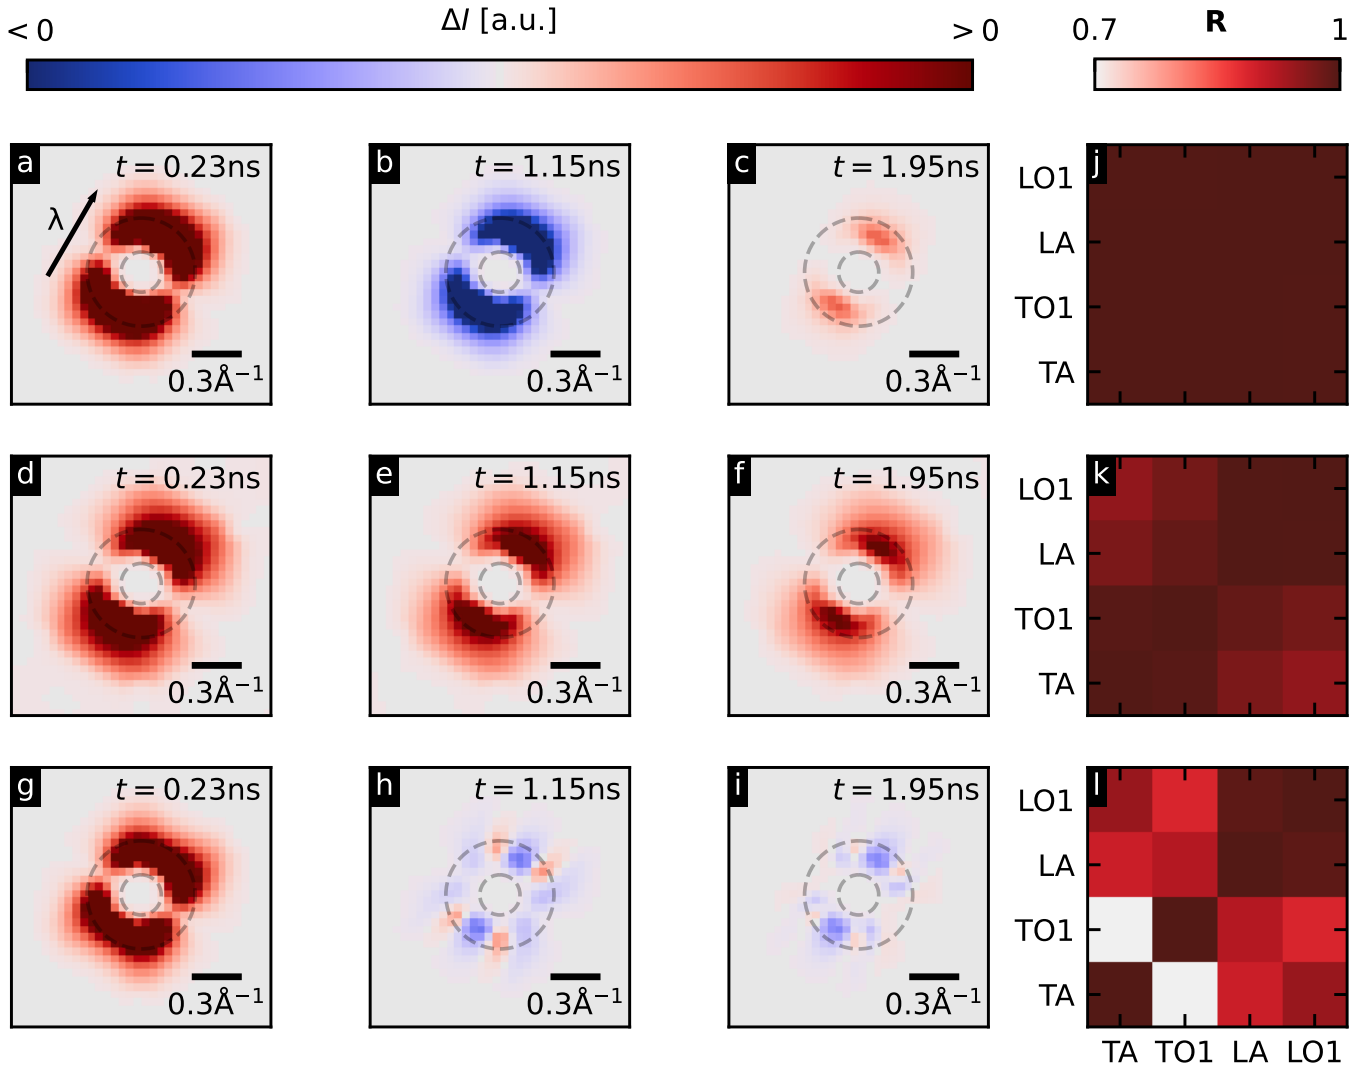 < 0 ΔI [a.u.] > 0 0.7 R 1
a t = 0.23ns b t = 1.15ns c t = 1.95ns j
λ
LO1
LA
TO1
TA
0.3Å⁻¹ 0.3Å⁻¹ 0.3Å⁻¹
d t = 0.23ns e t = 1.15ns f t = 1.95ns k
LO1
LA
TO1
TA
0.3Å⁻¹ 0.3Å⁻¹ 0.3Å⁻¹
g t = 0.23ns h t = 1.15ns i t = 1.95ns l
LO1
LA
TO1
TA
0.3Å⁻¹ 0.3Å⁻¹ 0.3Å⁻¹
TA TO1 LA LO1